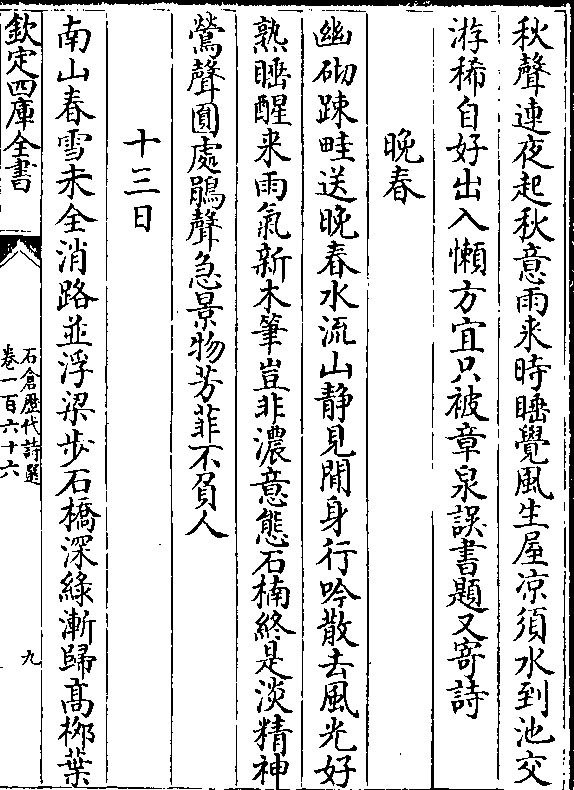 秋聲連夜起秋意雨来時睡覺風生屋凉須水到池交
游稀自好出入懶方宜只被章泉誤書題又寄詩
晚春
幽砌踈畦送晚春水流山静見閒身行吟散去風光好
熟睡醒来雨氣新木筆豈非濃意態石楠終是淡精神
鶯聲圎處鵑聲急景物芳菲不負人
十三日
南山春雪未全消路並浮梁步石橋深綠漸歸髙栁葉
欽定四庫全書
石倉歴代詩選
卷一百六十六
九